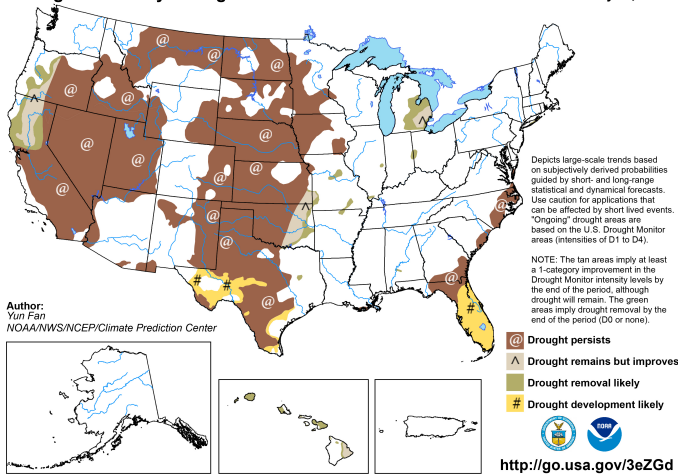 Depicts large-scale trends based
on subjectively derived probabilities
guided by short- and long-range
statistical and dynamical forecasts.
Use caution for applications that
can be affected by short lived events.
"Ongoing" drought areas are
based on the U.S. Drought Monitor
areas (intensities of D1 to D4).
NOTE: The tan areas imply at least
a 1-category improvement in the
Drought Monitor intensity levels by
the end of the period, although
drought will remain. The green
areas imply drought removal by the
end of the period (D0 or none).
Author:
Yun Fan
NOAA/NWS/NCEP/Climate Prediction Center
@ Drought persists
^ Drought remains but improves
Drought removal likely
# Drought development likely
NOAA
http://go.usa.gov/3eZGd